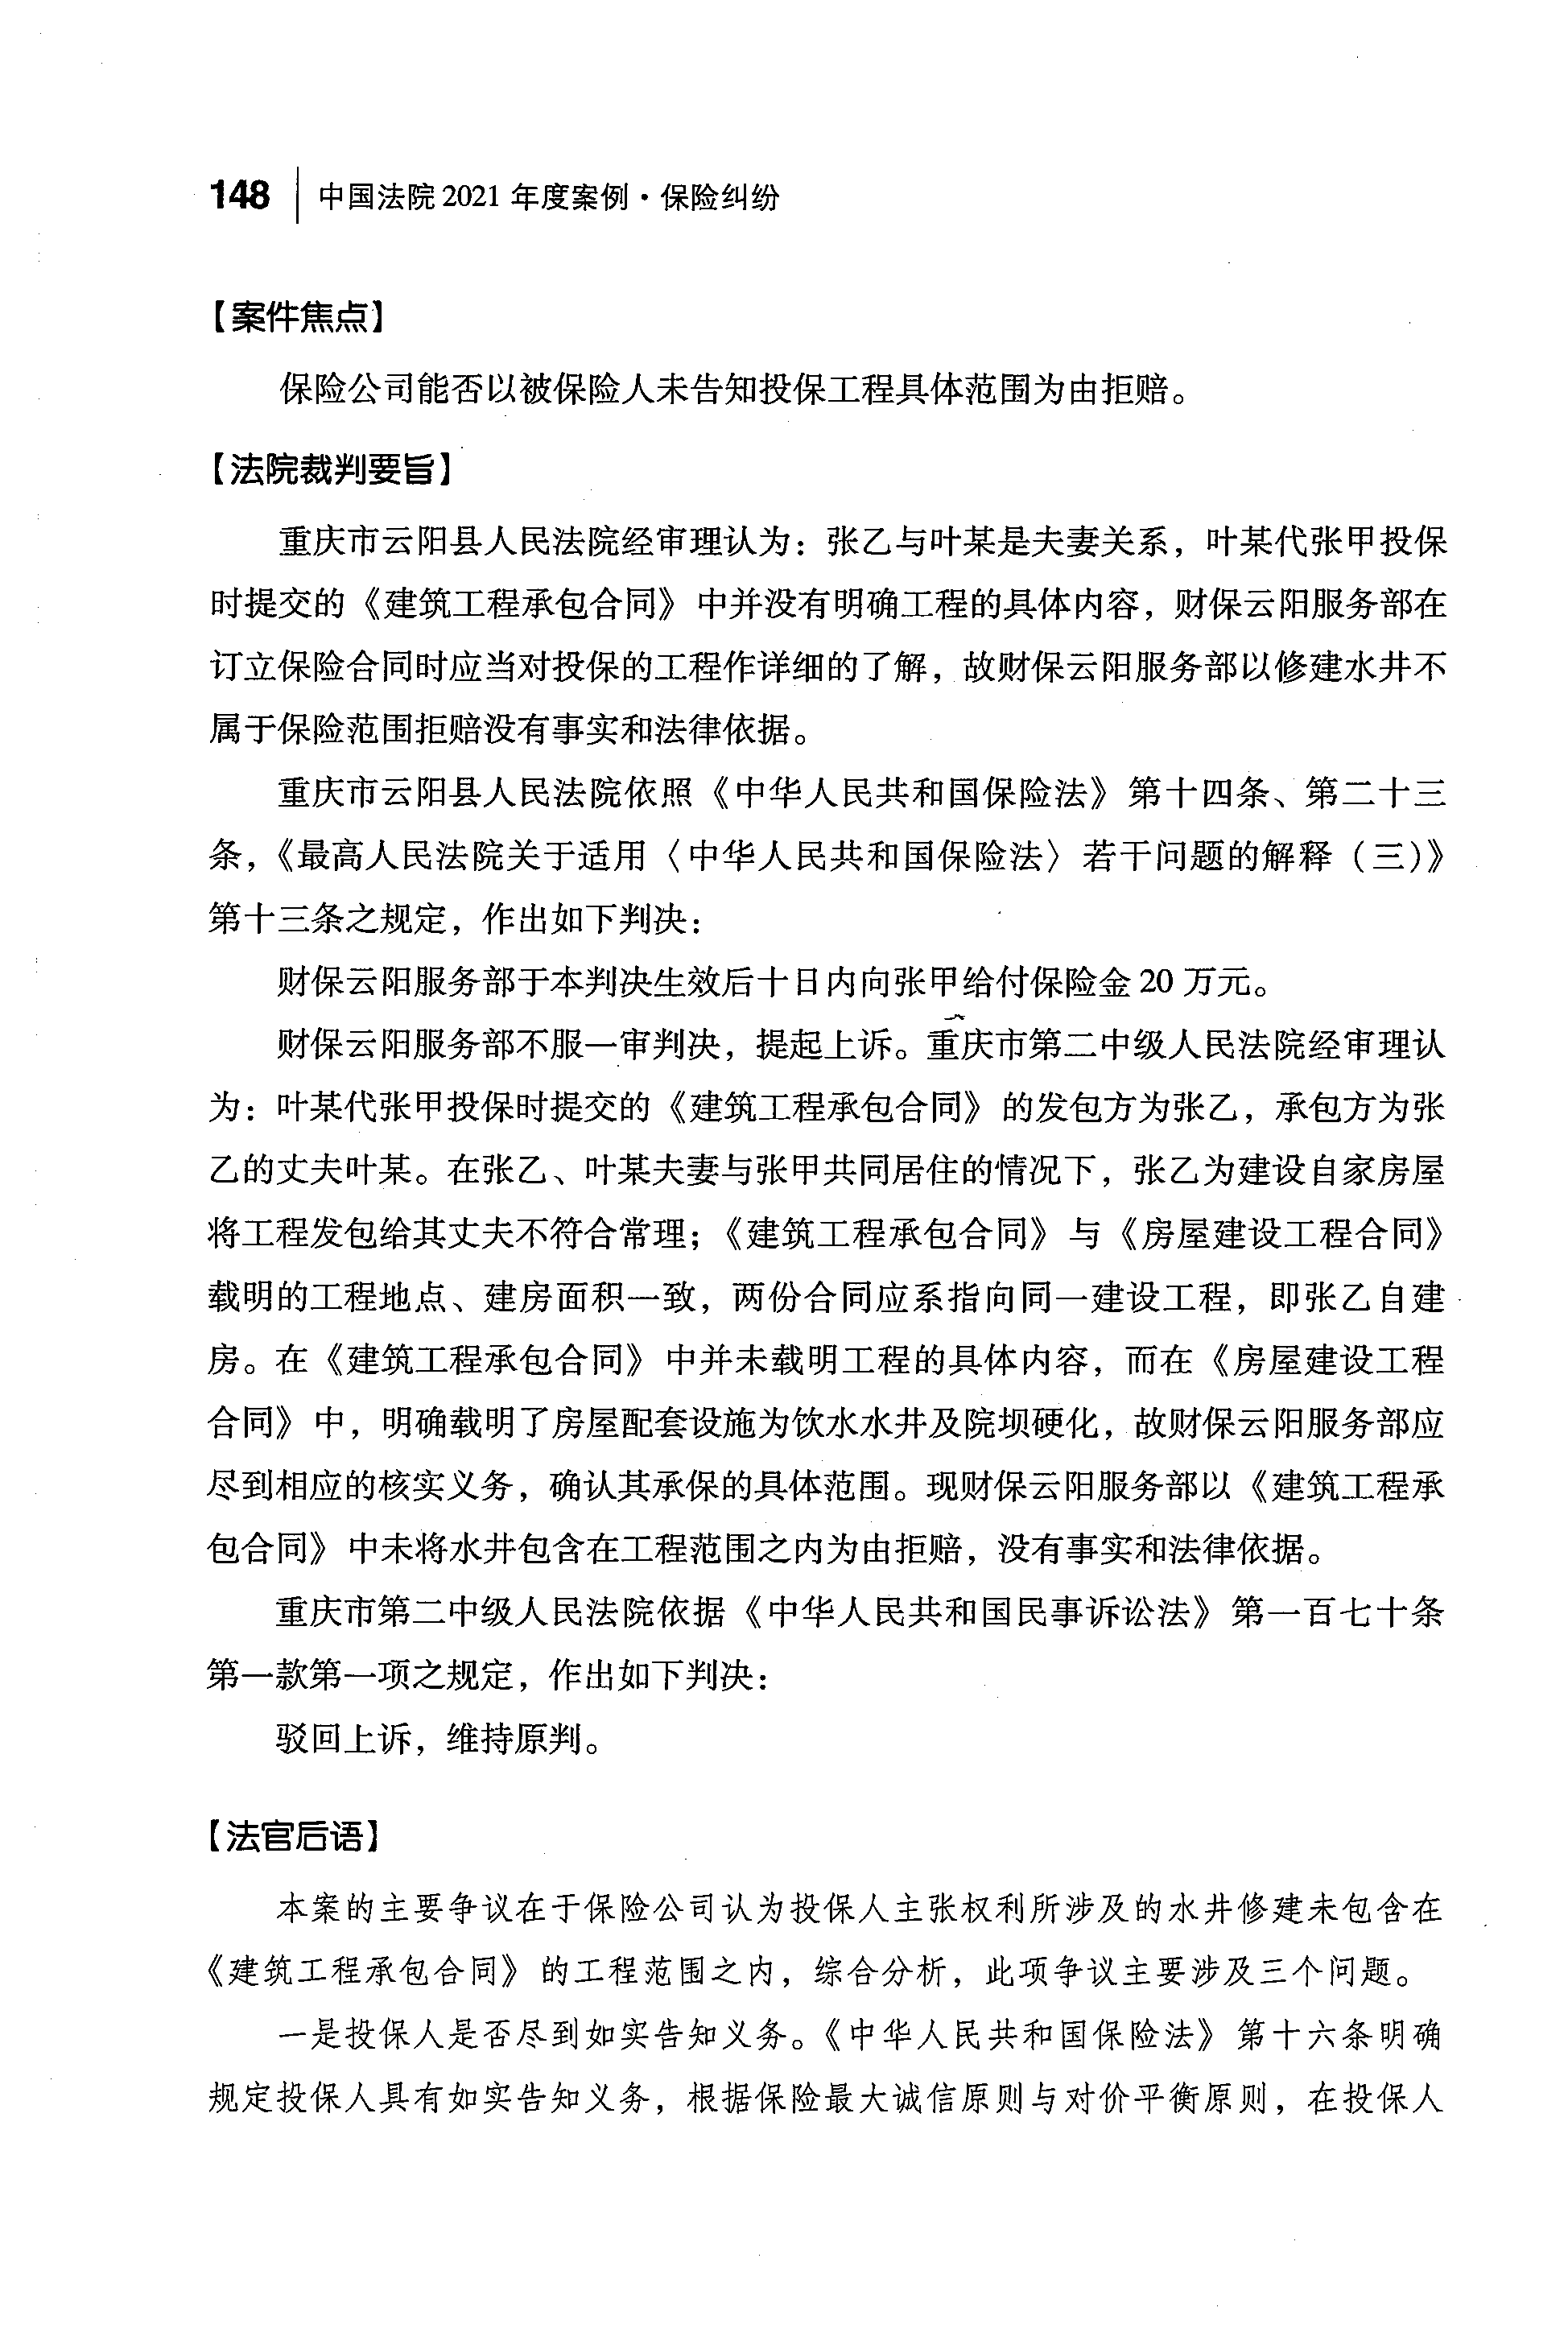 148 中国法院 2021 年度案例·保险纠纷
【案件焦点】
保险公司能否以被保险人未告知投保工程具体范围为由拒赔。
【法院裁判要旨】
重庆市云阳县人民法院经审理认为：张乙与叶某是夫妻关系，叶某代张甲投保
时提交的《建筑工程承包合同》中并没有明确工程的具体内容，财保云阳服务部在
订立保险合同时应当对投保的工程作详细的了解，故财保云阳服务部以修建水井不
属于保险范围拒赔没有事实和法律依据。
重庆市云阳县人民法院依照《中华人民共和国保险法》第十四条、第二十三
条，《最高人民法院关于适用〈中华人民共和国保险法〉若干问题的解释（三）》
第十三条之规定，作出如下判决：
财保云阳服务部于本判决生效后十日内向张甲给付保险金 20 万元。
财保云阳服务部不服一审判决，提起上诉。重庆市第二中级人民法院经审理认
为：叶某代张甲投保时提交的《建筑工程承包合同》的发包方为张乙，承包方为张
乙的丈夫叶某。在张乙、叶某夫妻与张甲共同居住的情况下，张乙为建设自家房屋
将工程发包给其丈夫不符合常理；《建筑工程承包合同》与《房屋建设工程合同》
载明的工程地点、建房面积一致，两份合同应系指向同一建设工程，即张乙自建
房。在《建筑工程承包合同》中并未载明工程的具体内容，而在《房屋建设工程
合同》中，明确载明了房屋配套设施为饮水水井及院坝硬化，故财保云阳服务部应
尽到相应的核实义务，确认其承保的具体范围。现财保云阳服务部以《建筑工程承
包合同》中未将水井包含在工程范围之内为由拒赔，没有事实和法律依据。
重庆市第二中级人民法院依据《中华人民共和国民事诉讼法》第一百七十条
第一款第一项之规定，作出如下判决：
驳回上诉，维持原判。
【法官后语】
本案的主要争议在于保险公司认为投保人主张权利所涉及的水井修建未包含在
《建筑工程承包合同》的工程范围之内，综合分析，此项争议主要涉及三个问题。
一是投保人是否尽到如实告知义务。《中华人民共和国保险法》第十六条明确
规定投保人具有如实告知义务，根据保险最大诚信原则与对价平衡原则，在投保人